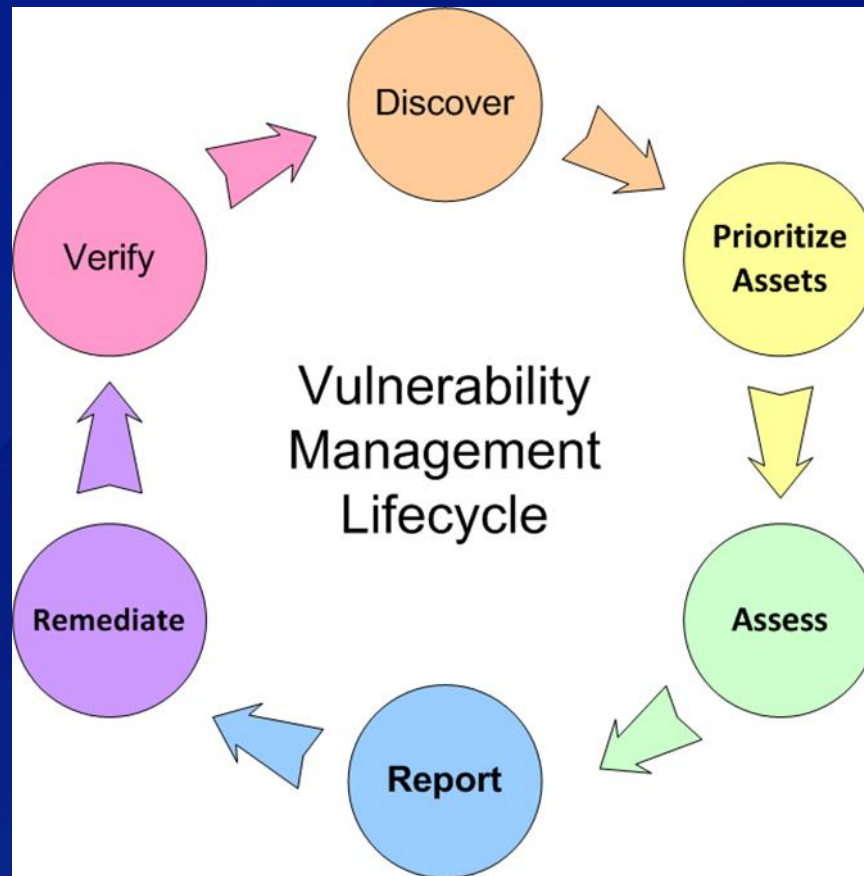 Discover
Prioritize
Assets
Assess
Report
Remediate
Verify
Vulnerability
Management
Lifecycle